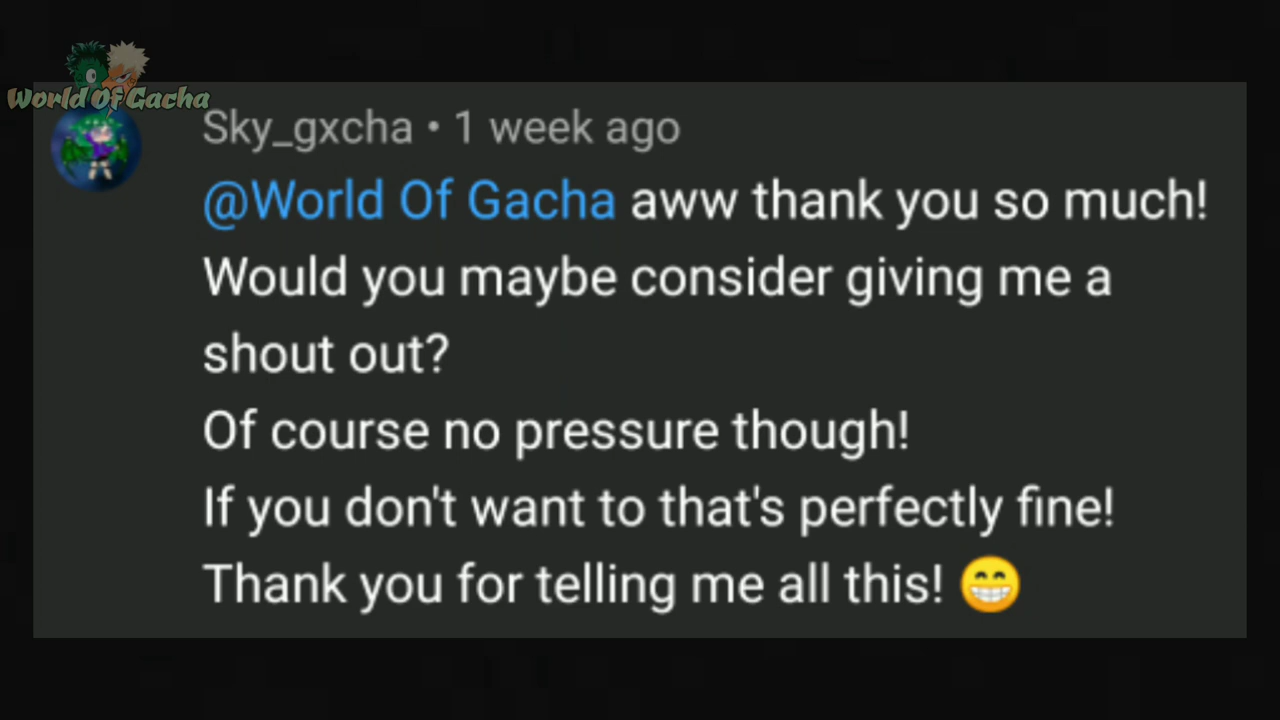 World Of Gacha
Sky_gxcha • 1 week ago
@World Of Gacha aww thank you so much!
Would you maybe consider giving me a
shout out?
Of course no pressure though!
If you don't want to that's perfectly fine!
Thank you for telling me all this! 😁